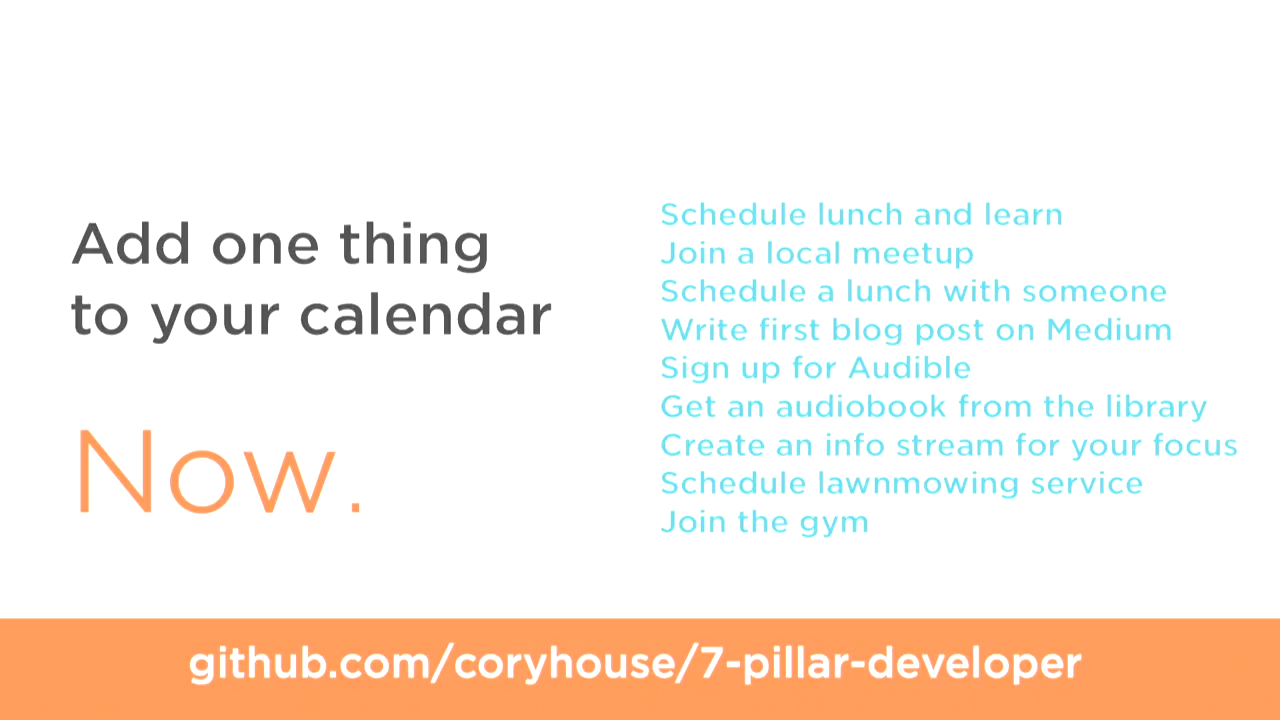 Add one thing
to your calendar
Now.
Schedule lunch and learn
Join a local meetup
Schedule a lunch with someone
Write first blog post on Medium
Sign up for Audible
Get an audiobook from the library
Create an info stream for your focus
Schedule lawnmowing service
Join the gym
github.com/coryhouse/7-pillar-developer